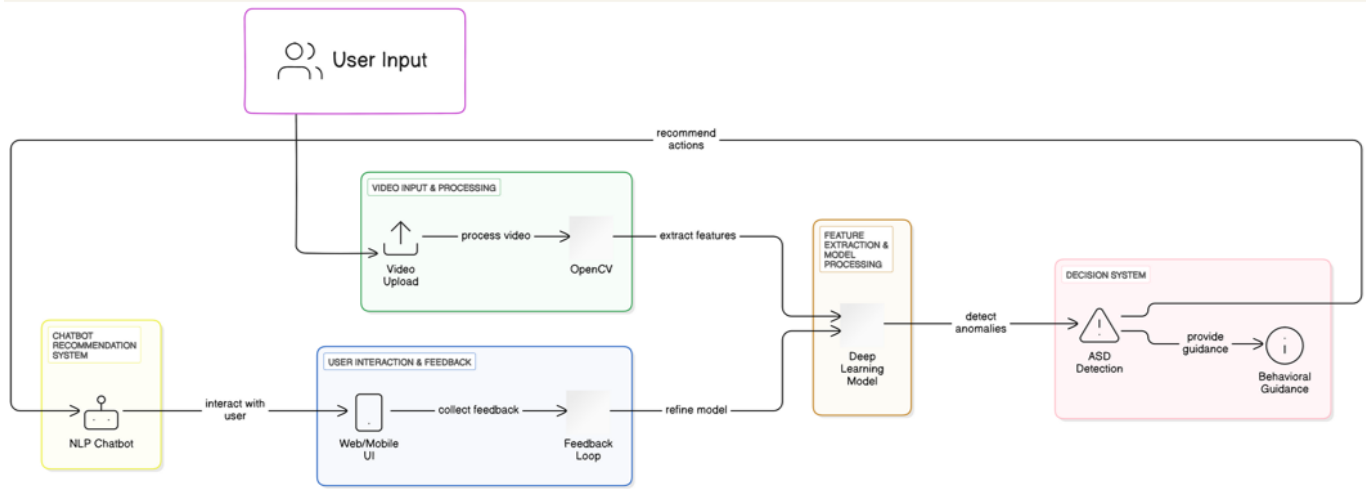 User Input
recommend
actions
VIDEO INPUT & PROCESSING
Video
Upload
process video
OpenCV
extract features
FEATURE
EXTRACTION &
MODEL
PROCESSING
Deep
Learning
Model
detect
anomalies
DECISION SYSTEM
ASD
Detection
provide
guidance
Behavioral
Guidance
CHATBOT
RECOMMENDATION
SYSTEM
NLP Chatbot
interact with
user
USER INTERACTION & FEEDBACK
Web/Mobile
UI
collect feedback
Feedback
Loop
refine model